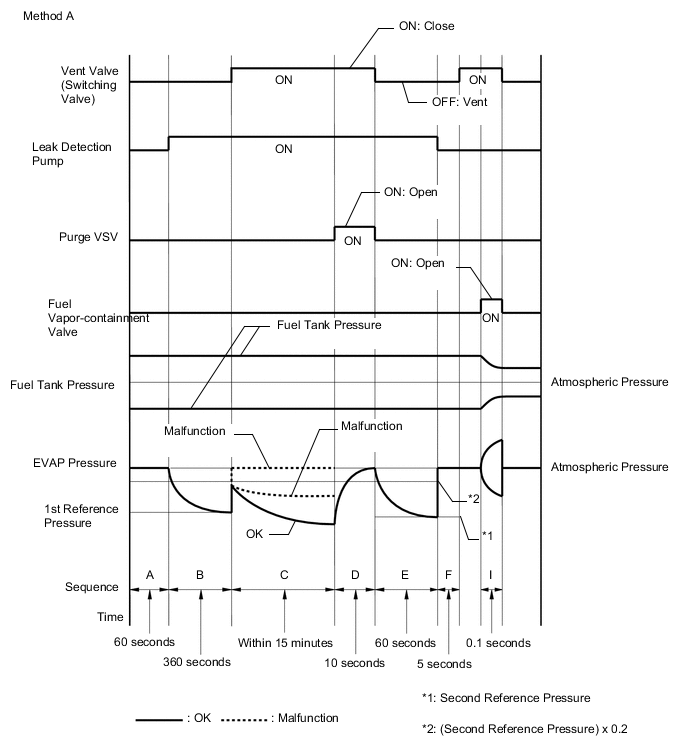 Method A
ON: Close
Vent Valve
(Switching
Valve)
ON
ON
OFF: Vent
Leak Detection
Pump
ON
ON: Open
Purge VSV
ON
ON: Open
Fuel
Vapor-containment
Valve
ON
Fuel Tank Pressure
Fuel Tank Pressure
Atmospheric Pressure
Malfunction
Malfunction
EVAP Pressure
Atmospheric Pressure
*2
1st Reference
Pressure
OK
*1
A B C D E F I
Sequence
Time
60 seconds
Within 15 minutes
60 seconds
0.1 seconds
360 seconds
10 seconds
5 seconds
*1: Second Reference Pressure
: OK : Malfunction
*2: (Second Reference Pressure) x 0.2